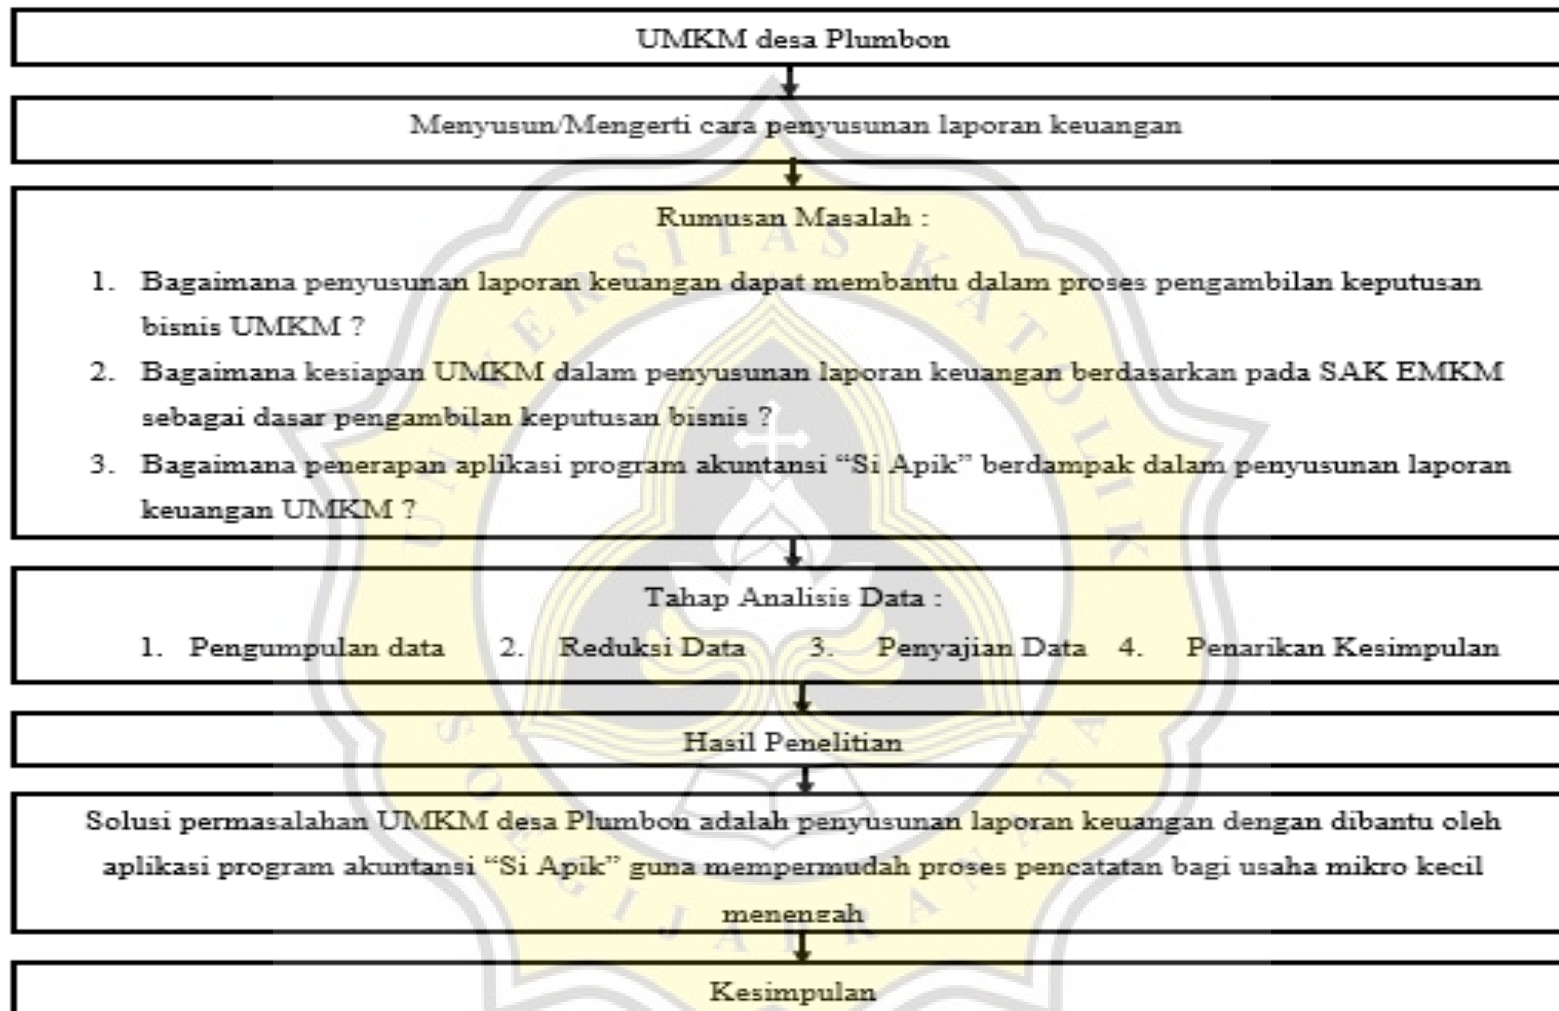 UMKM desa Plumbon
Menyusun/Mengerti cara penyusunan laporan keuangan
Rumusan Masalah :
1. Bagaimana penyusunan laporan keuangan dapat membantu dalam proses pengambilan keputusan
bisnis UMKM ?
2. Bagaimana kesiapan UMKM dalam penyusunan laporan keuangan berdasarkan pada SAK EMKM
sebagai dasar pengambilan keputusan bisnis ?
3. Bagaimana penerapan aplikasi program akuntansi “Si Apik” berdampak dalam penyusunan laporan
keuangan UMKM ?
Tahap Analisis Data :
1. Pengumpulan data 2. Reduksi Data 3. Penyajian Data 4. Penarikan Kesimpulan
Hasil Penelitian
Solusi permasalahan UMKM desa Plumbon adalah penyusunan laporan keuangan dengan dibantu oleh
aplikasi program akuntansi “Si Apik” guna mempermudah proses pencatatan bagi usaha mikro kecil
menengah
Kesimpulan
UNIVERSITAS KATOLIK
SOEGIJAPRANATA